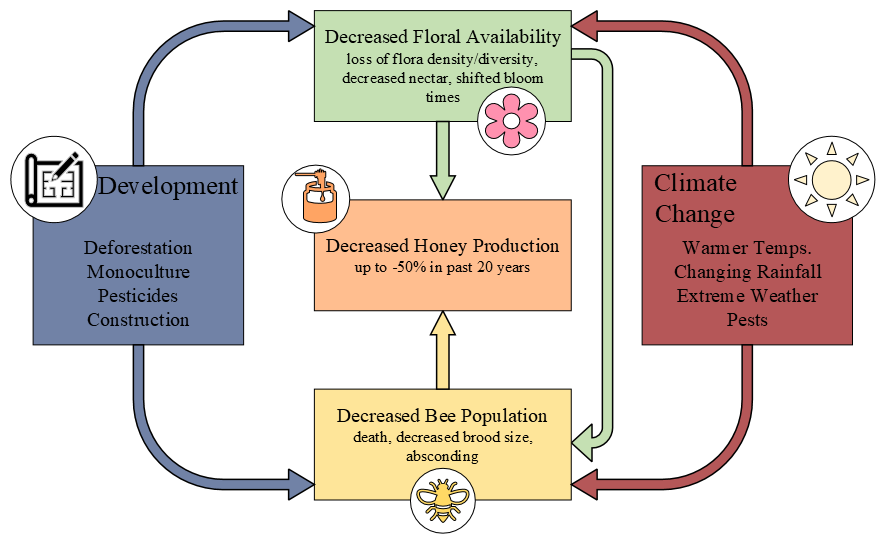 Decreased Floral Availability
loss of flora density/diversity,
decreased nectar, shifted bloom
times
Development
Deforestation
Monoculture
Pesticides
Construction
Decreased Honey Production
up to -50% in past 20 years
Climate
Change
Warmer Temps.
Changing Rainfall
Extreme Weather
Pests
Decreased Bee Population
death, decreased brood size,
absconding